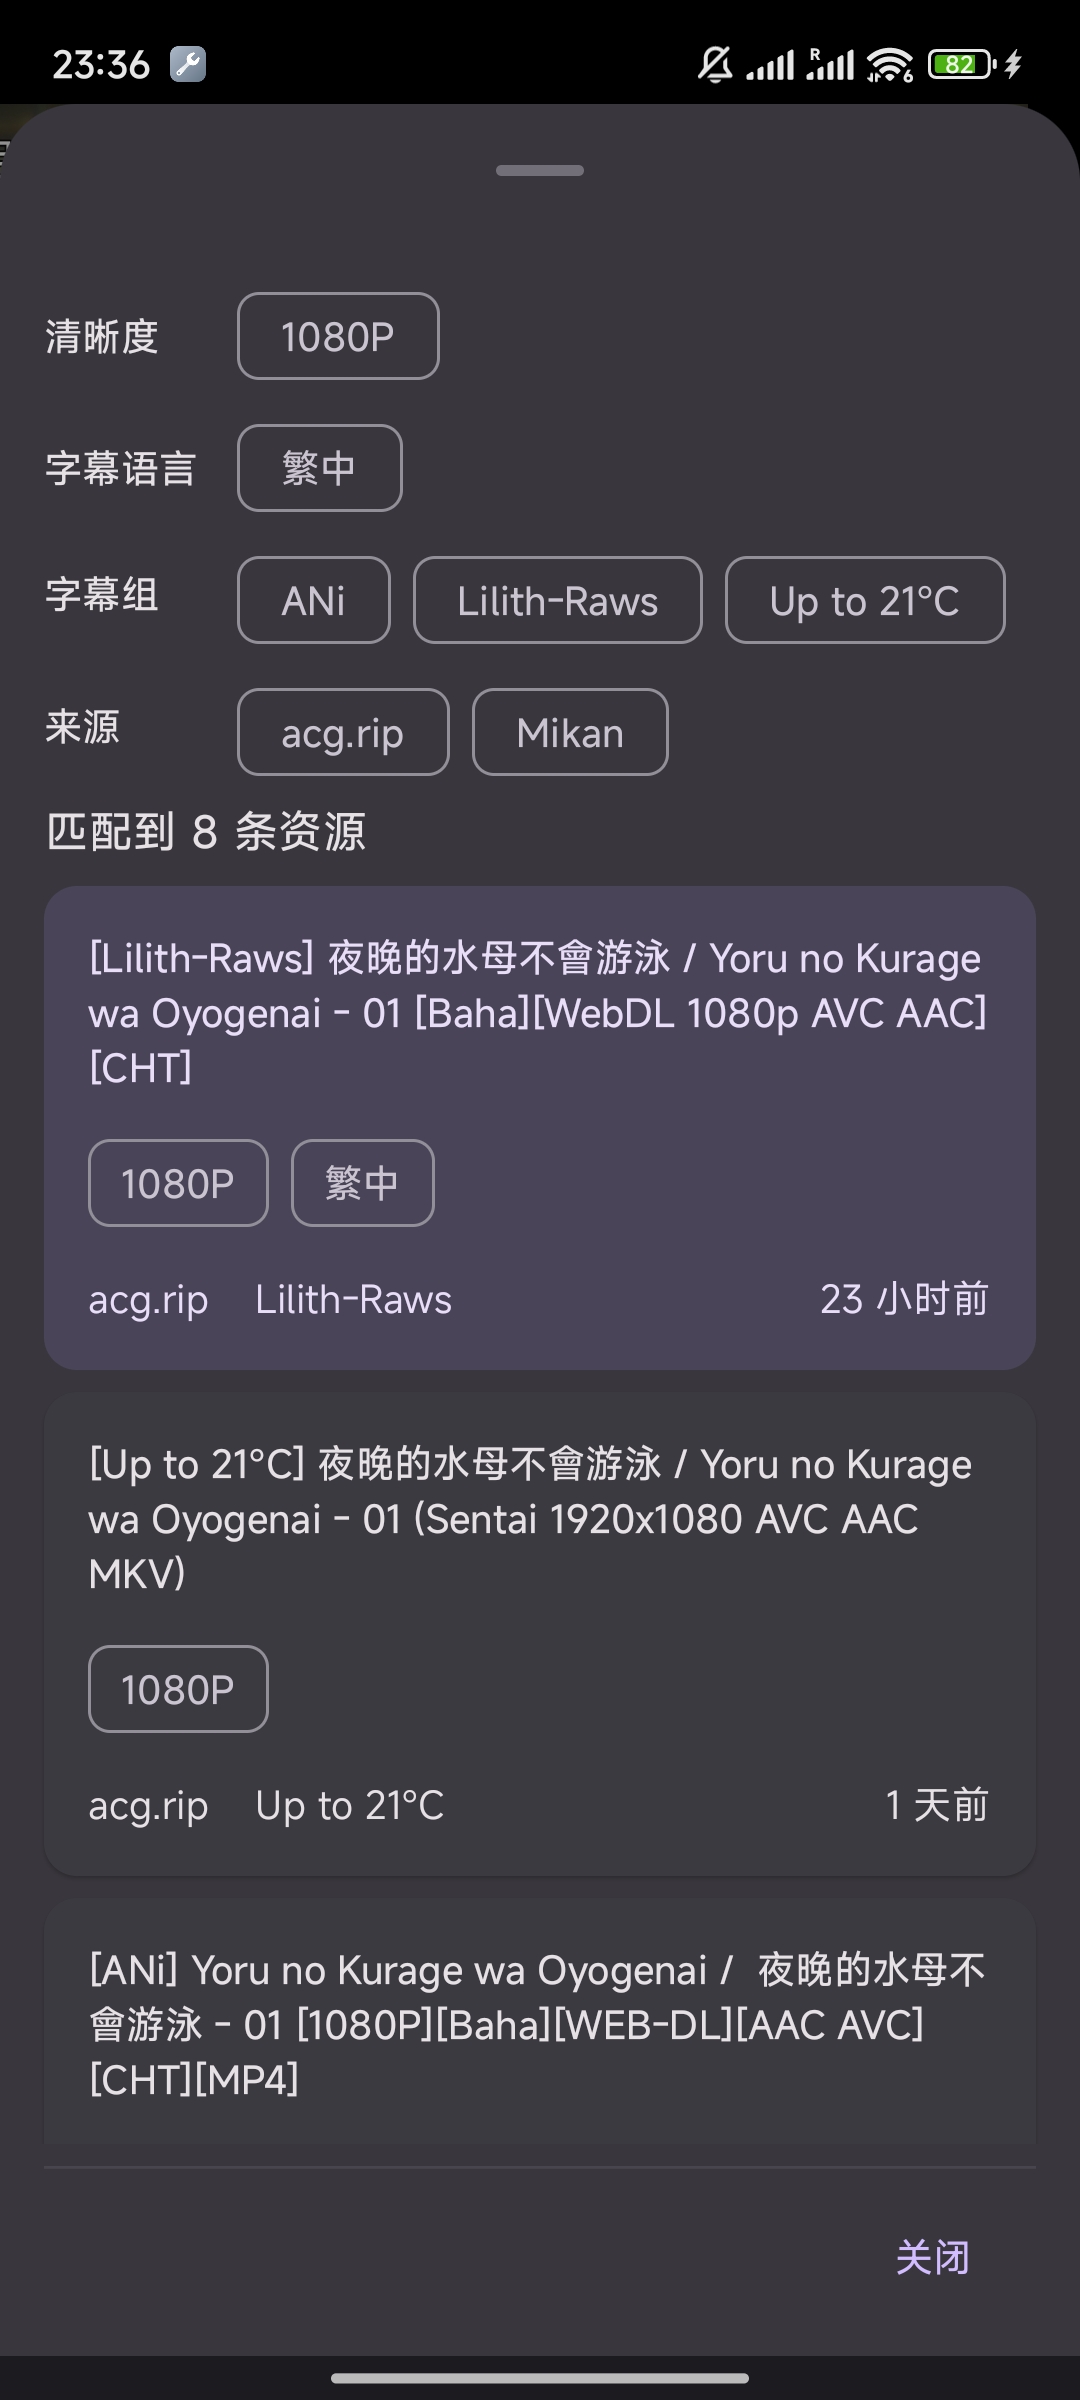 23:36
R
6
82
清晰度 1080P
字幕语言 繁中
字幕组 ANi Lilith-Raws Up to 21°C
来源 acg.rip Mikan
匹配到 8 条资源
[Lilith-Raws] 夜晚的水母不會游泳 / Yoru no Kurage
wa Oyogenai - 01 [Baha][WebDL 1080p AVC AAC]
[CHT]
1080P 繁中
acg.rip Lilith-Raws 23 小时前
[Up to 21°C] 夜晚的水母不會游泳 / Yoru no Kurage
wa Oyogenai - 01 (Sentai 1920x1080 AVC AAC
MKV)
1080P
acg.rip Up to 21°C 1 天前
[ANi] Yoru no Kurage wa Oyogenai / 夜晚的水母不
會游泳 - 01 [1080P][Baha][WEB-DL][AAC AVC]
[CHT][MP4]
关闭